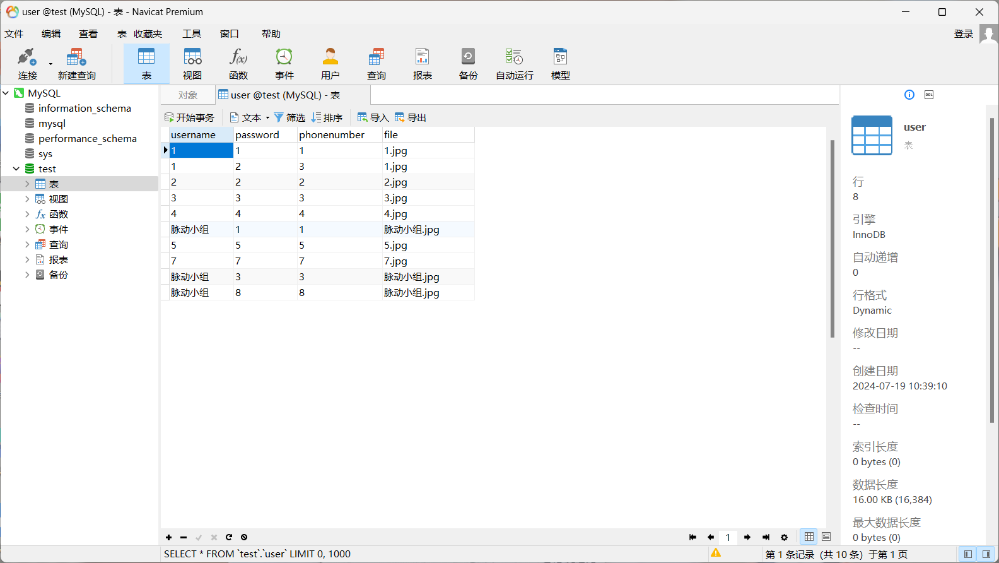 user @test (MySQL) - 表 - Navicat Premium
文件 编辑 查看 表 收藏夹 工具 窗口 帮助 登录
连接 新建查询 表 视图 函数 事件 用户 查询 报表 备份 自动运行 模型
MySQL
information_schema
mysql
performance_schema
sys
test
表
视图
函数
事件
查询
报表
备份
对象 user @test (MySQL) - 表
开始事务 文本 筛选 排序 导入 导出
username password phonenumber file
1 1 1 1.jpg
1 2 3 1.jpg
2 2 2 2.jpg
3 3 3 3.jpg
4 4 4 4.jpg
脉动小组 1 1 脉动小组.jpg
5 5 5 5.jpg
7 7 7 7.jpg
脉动小组 3 3 脉动小组.jpg
脉动小组 8 8 脉动小组.jpg
DDL
user
表
行
8
引擎
InnoDB
自动递增
0
行格式
Dynamic
修改日期
--
创建日期
2024-07-19 10:39:10
检查时间
--
索引长度
0 bytes (0)
数据长度
16.00 KB (16,384)
最大数据长度
0 bytes (0)
1
SELECT * FROM `test`.`user` LIMIT 0, 1000
第 1 条记录（共 10 条）于第 1 页